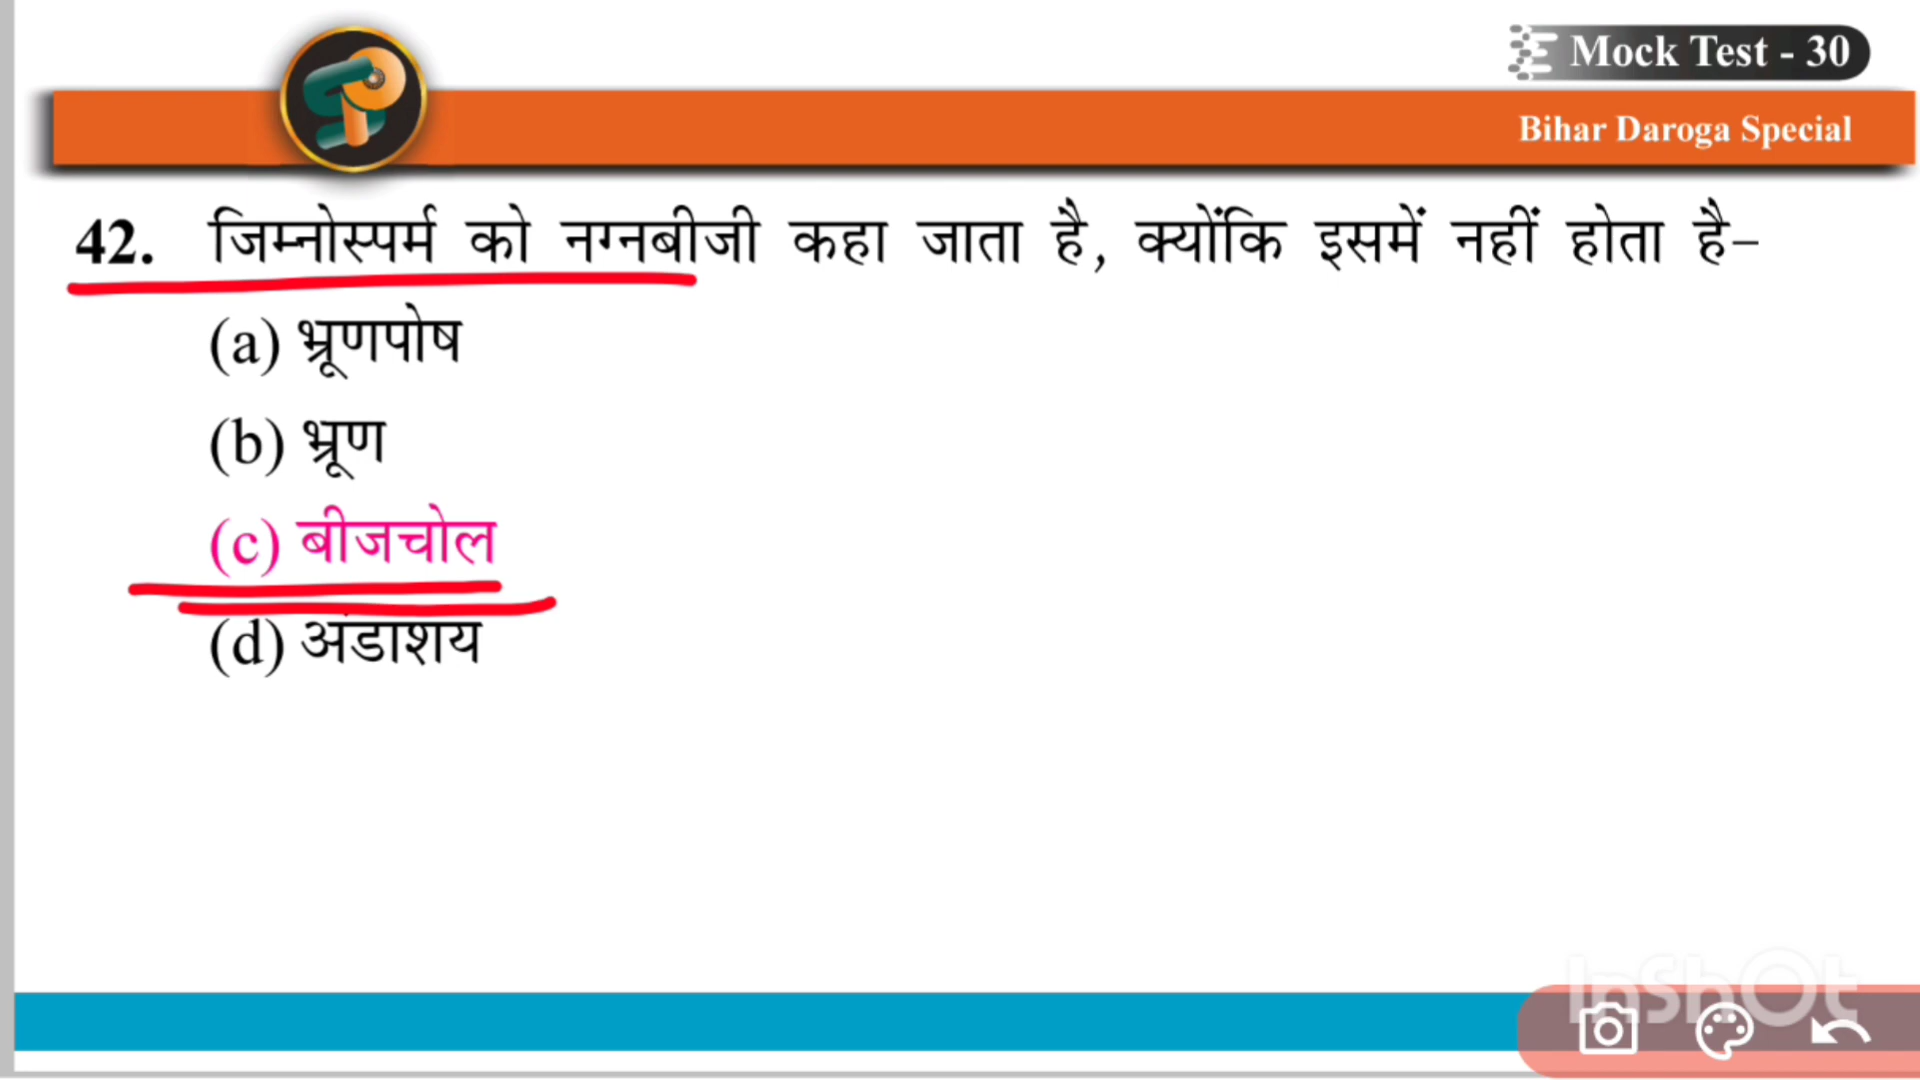 Mock Test - 30
Bihar Daroga Special
42. जिम्नोस्पर्म को नग्नबीजी कहा जाता है, क्योंकि इसमें नहीं होता है–
(a) भ्रूणपोष
(b) भ्रूण
(c) बीजचोल
(d) अंडाशय
InShOt